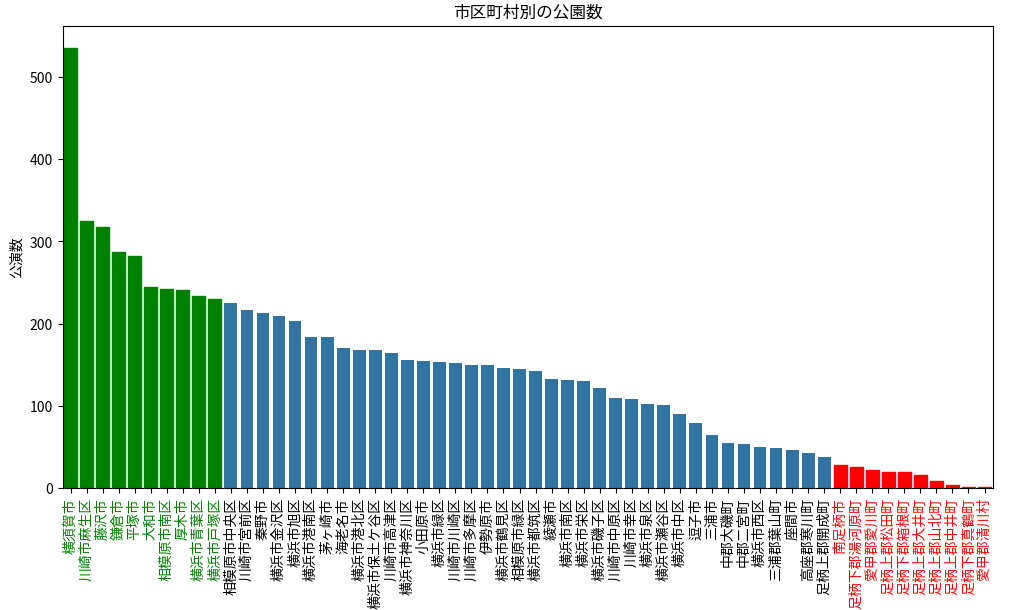 市区町村別の公園数
公演数
500
400
300
200
100
0
横須賀市
川崎市麻生区
藤沢市
鎌倉市
平塚市
大和市
相模原市南区
厚木市
横浜市青葉区
横浜市戸塚区
相模原市中央区
川崎市宮前区
秦野市
横浜市金沢区
横浜市旭区
横浜市港南区
茅ヶ崎市
海老名市
横浜市港北区
横浜市保土ケ谷区
川崎市高津区
横浜市神奈川区
小田原市
横浜市緑区
川崎市川崎区
川崎市多摩区
伊勢原市
横浜市鶴見区
相模原市緑区
横浜市都筑区
綾瀬市
横浜市南区
横浜市栄区
横浜市磯子区
川崎市中原区
川崎市幸区
横浜市泉区
横浜市瀬谷区
横浜市中区
逗子市
三浦市
中郡大磯町
中郡二宮町
横浜市西区
三浦郡葉山町
座間市
高座郡寒川町
足柄上郡開成町
南足柄市
足柄下郡湯河原町
愛甲郡愛川町
足柄上郡松田町
足柄下郡箱根町
足柄上郡大井町
足柄上郡山北町
足柄上郡中井町
足柄下郡真鶴町
愛甲郡清川村